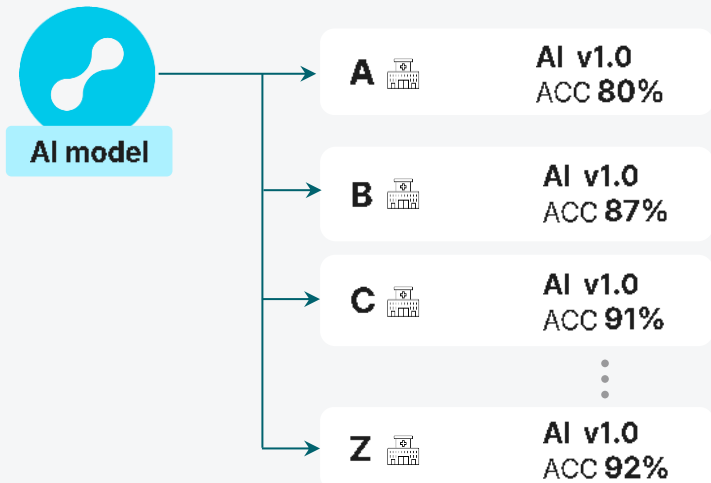 AI model
A
AI v1.0
ACC 80%
B
AI v1.0
ACC 87%
C
AI v1.0
ACC 91%
Z
AI v1.0
ACC 92%